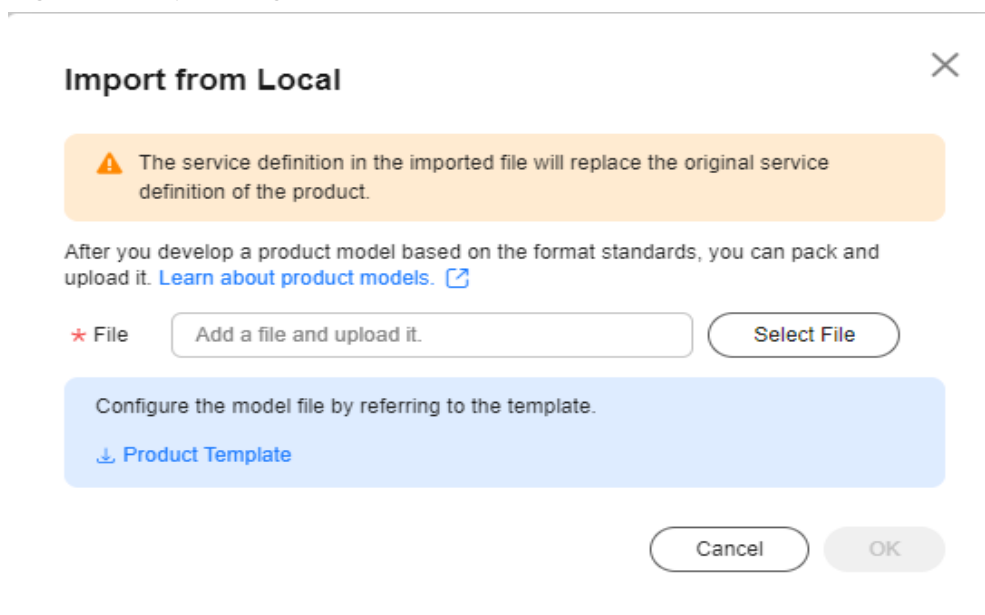 Import from Local
The service definition in the imported file will replace the original service
definition of the product.
After you develop a product model based on the format standards, you can pack and
upload it. Learn about product models.
* File Add a file and upload it. Select File
Configure the model file by referring to the template.
Product Template
Cancel OK